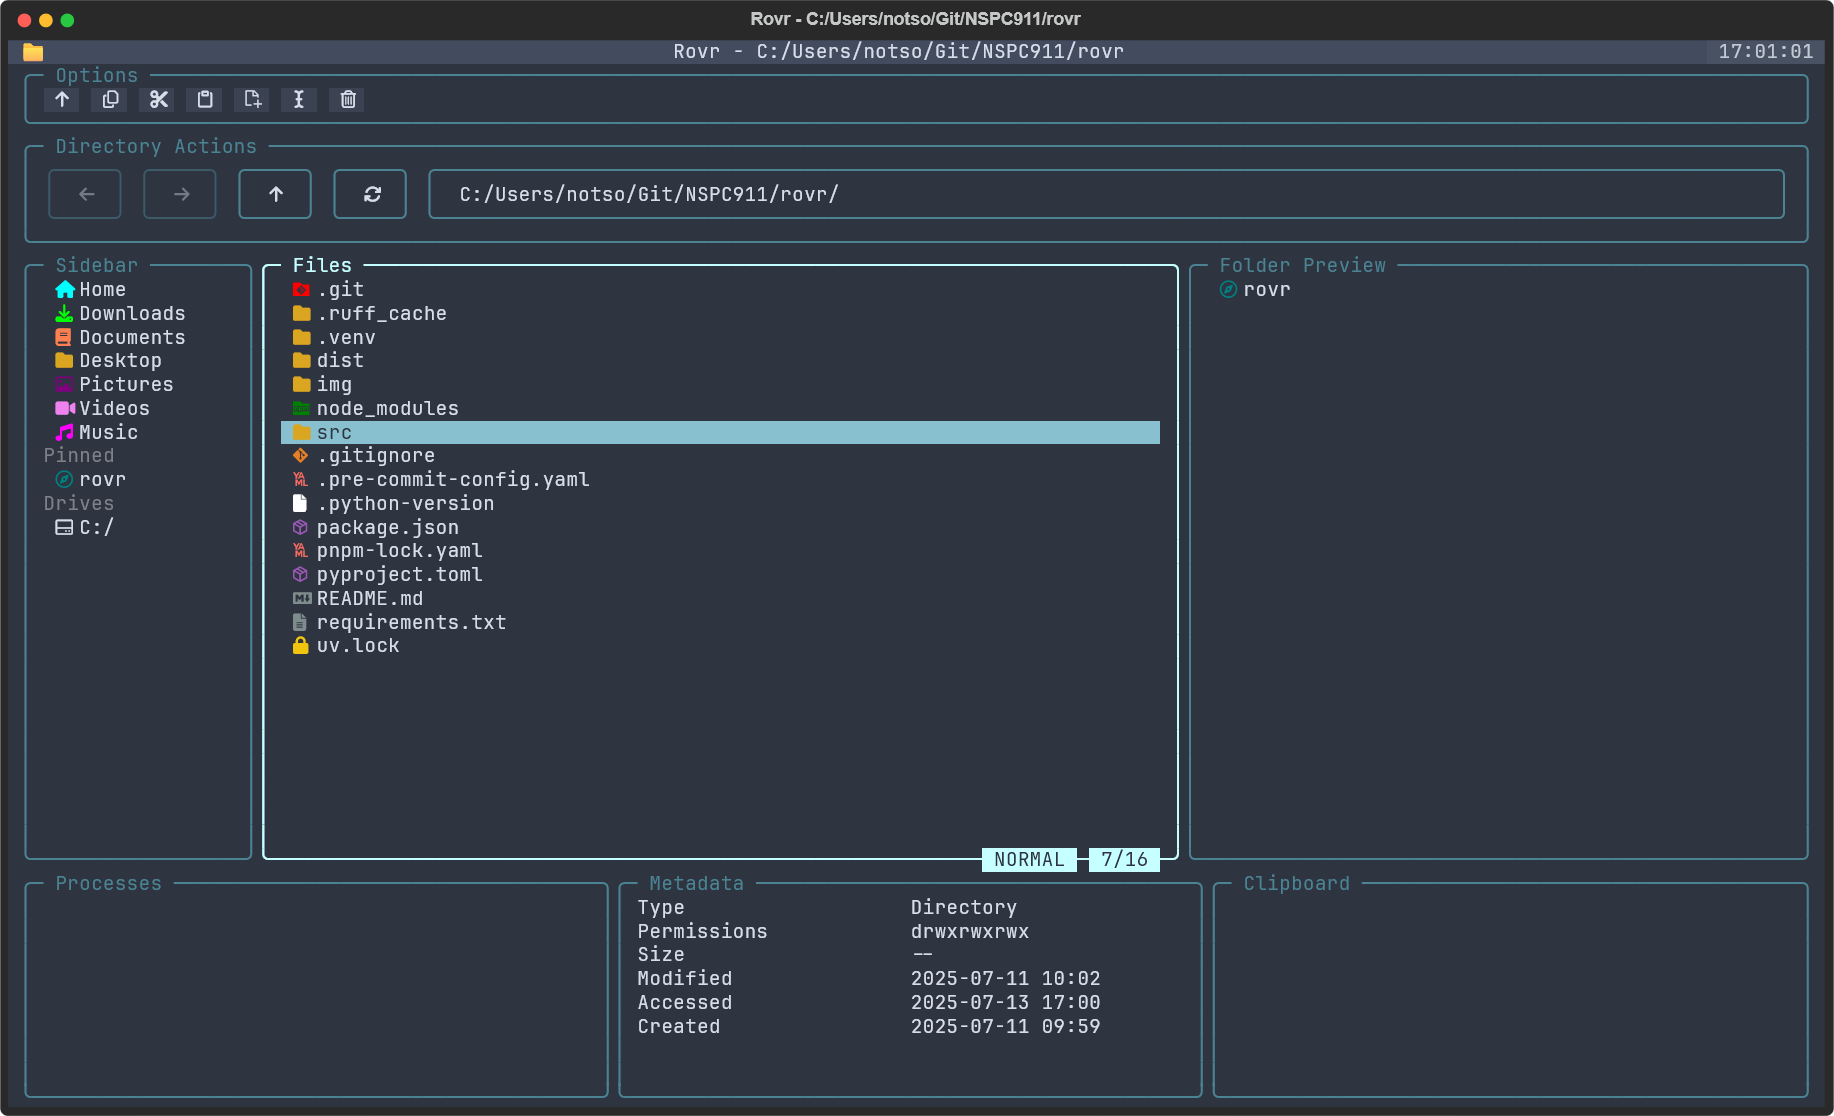 Rovr - C:/Users/notso/Git/NSPC911/rovr
Rovr - C:/Users/notso/Git/NSPC911/rovr 17:01:01
Options
Directory Actions
C:/Users/notso/Git/NSPC911/rovr/
Sidebar
Home
Downloads
Documents
Desktop
Pictures
Videos
Music
Pinned
rovr
Drives
C:/
Files
.git
.ruff_cache
.venv
dist
img
node_modules
src
.gitignore
.pre-commit-config.yaml
.python-version
package.json
pnpm-lock.yaml
pyproject.toml
README.md
requirements.txt
uv.lock
NORMAL 7/16
Folder Preview
rovr
Processes
Metadata
Type Directory
Permissions drwxrwxrwx
Size --
Modified 2025-07-11 10:02
Accessed 2025-07-13 17:00
Created 2025-07-11 09:59
Clipboard